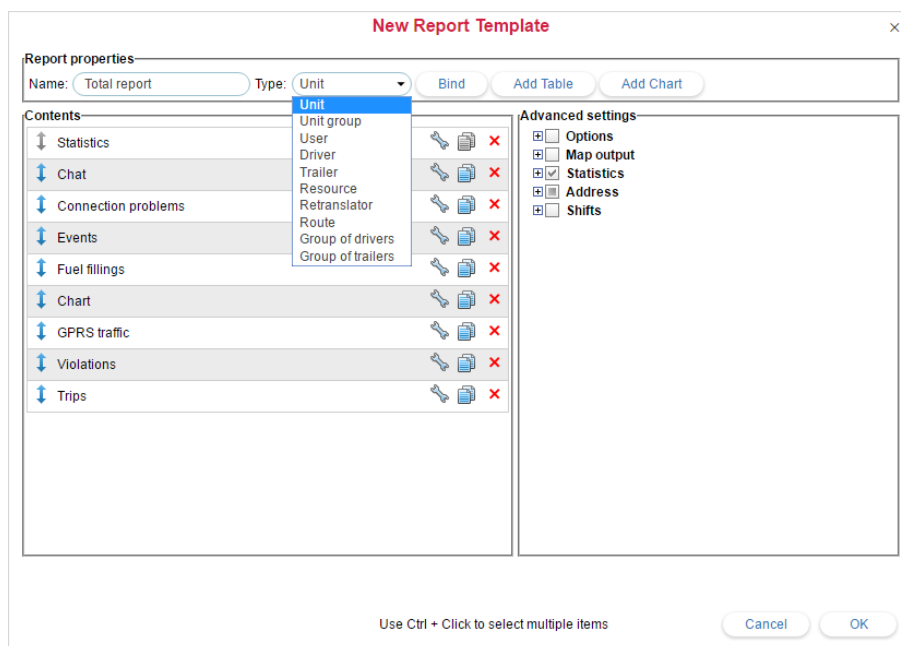 New Report Template
Report properties
Name: Total report Type: Unit Bind Add Table Add Chart
Unit
Unit group
User
Driver
Trailer
Resource
Retranslator
Route
Group of drivers
Group of trailers
Contents
Statistics
Chat
Connection problems
Events
Fuel fillings
Chart
GPRS traffic
Violations
Trips
Advanced settings
Options
Map output
Statistics
Address
Shifts
Use Ctrl + Click to select multiple items
Cancel OK